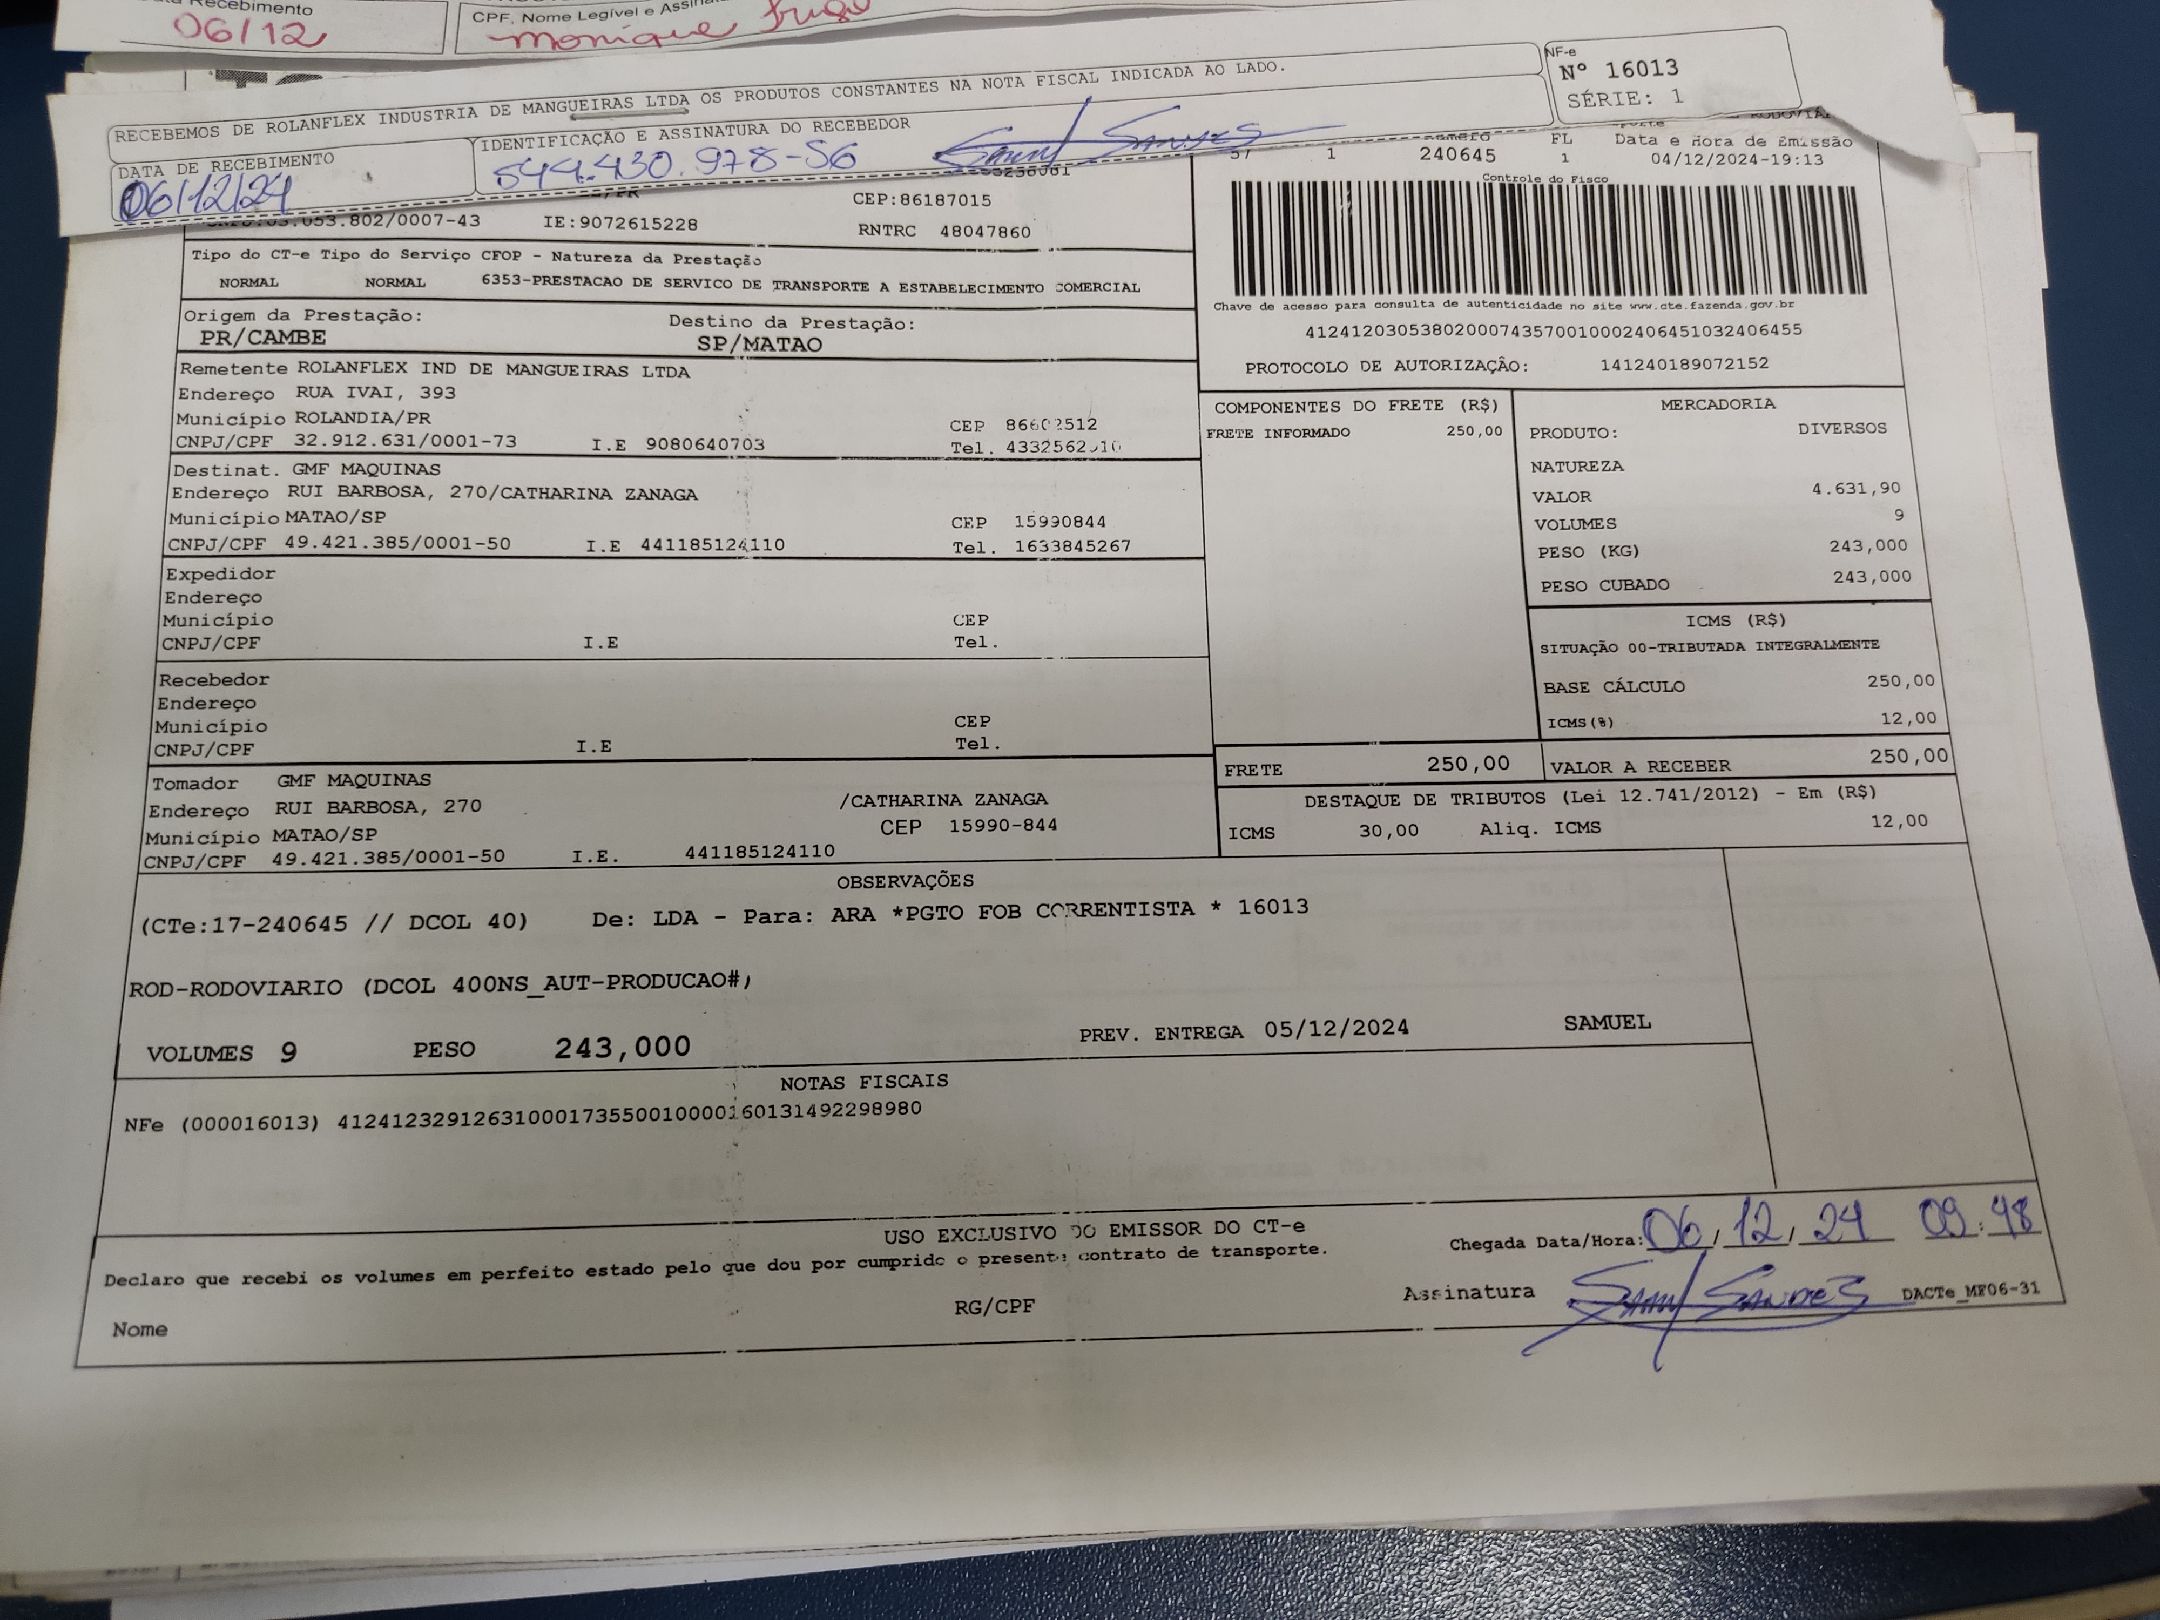 Recebimento
06/12
CPF, Nome Legível e
monique
RECEBEMOS DE ROLANFLEX INDUSTRIA DE MANGUEIRAS LTDA OS PRODUTOS CONSTANTES NA NOTA FISCAL INDICADA AO LADO.
NF-e
Nº 16013
SÉRIE: 1
DATA DE RECEBIMENTO
06/12/24
IDENTIFICAÇÃO E ASSINATURA DO RECEBEDOR
544.430.978-56
57 1 240645
FL
1
Data e Hora de Emissão
04/12/2024-19:13
Controle do Fisco
CEP:86187015
IE:9072615228
RNTRC 48047860
Tipo do CT-e Tipo do Serviço CFOP - Natureza da Prestação
NORMAL NORMAL 6353-PRESTACAO DE SERVICO DE TRANSPORTE A ESTABELECIMENTO COMERCIAL
Chave de acesso para consulta de autenticidade no site www.cte.fazenda.gov.br
41241203053802000743570010002406451032406455
PROTOCOLO DE AUTORIZAÇÃO: 141240189072152
Origem da Prestação:
PR/CAMBE
Destino da Prestação:
SP/MATAO
Remetente ROLANFLEX IND DE MANGUEIRAS LTDA
Endereço RUA IVAI, 393
Município ROLANDIA/PR
CEP 86602512
CNPJ/CPF 32.912.631/0001-73 I.E 9080640703 Tel.
Destinat. GMF MAQUINAS
Endereço RUI BARBOSA, 270/CATHARINA ZANAGA
Município MATAO/SP CEP 15990844
CNPJ/CPF 49.421.385/0001-50 I.E 441185124110 Tel. 1633845267
Expedidor
Endereço
Município CEP
CNPJ/CPF I.E Tel.
Recebedor
Endereço
Município CEP
CNPJ/CPF I.E Tel.
Tomador GMF MAQUINAS
Endereço RUI BARBOSA, 270 /CATHARINA ZANAGA
Município MATAO/SP CEP 15990-844
CNPJ/CPF 49.421.385/0001-50 I.E. 441185124110
COMPONENTES DO FRETE (R$)
FRETE INFORMADO 250,00
MERCADORIA
PRODUTO: DIVERSOS
NATUREZA
VALOR 4.631,90
VOLUMES 9
PESO (KG) 243,000
PESO CUBADO 243,000
ICMS (R$)
SITUAÇÃO 00-TRIBUTADA INTEGRALMENTE
BASE CÁLCULO 250,00
ICMS(%) 12,00
FRETE 250,00 VALOR A RECEBER 250,00
DESTAQUE DE TRIBUTOS (Lei 12.741/2012) - Em (R$)
ICMS 30,00 Aliq. ICMS 12,00
OBSERVAÇÕES
(CTe:17-240645 // DCOL 40) De: LDA - Para: ARA *PGTO FOB CORRENTISTA * 16013
ROD-RODOVIARIO (DCOL 400NS_AUT-PRODUCAO#)
VOLUMES 9 PESO 243,000 PREV. ENTREGA 05/12/2024 SAMUEL
NOTAS FISCAIS
NFe (000016013) 41241232912631000173550010000160131492298980
USO EXCLUSIVO DO EMISSOR DO CT-e
Declaro que recebi os volumes em perfeito estado pelo que dou por cumprido o presente contrato de transporte.
Chegada Data/Hora: 06/12/24 09:48
Nome RG/CPF Assinatura DACTe_MF06-31